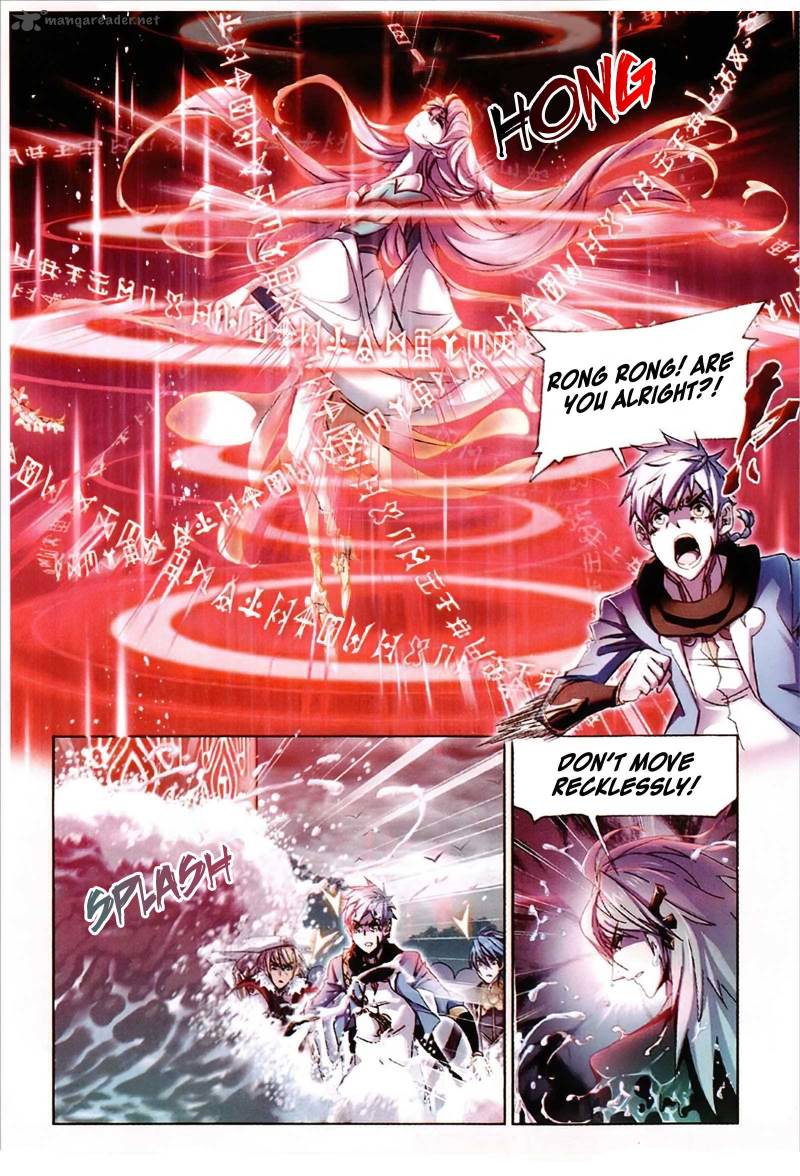 mangareader.net
HONG
RONG RONG! ARE
YOU ALRIGHT?!
DON'T MOVE
RECKLESSLY!
SPLASH